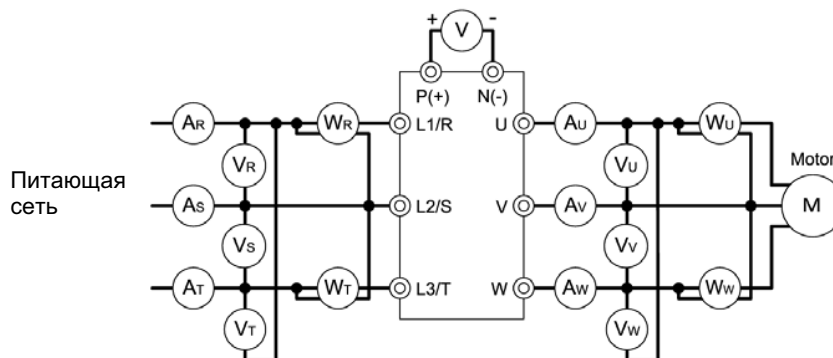 + V -
P(+) N(-)
AR WR L1/R U AU WU
Motor
VR VU
Питающая
сеть
AS L2/S V AV M
VS VV
AT WT L3/T W AW WW
VT VW